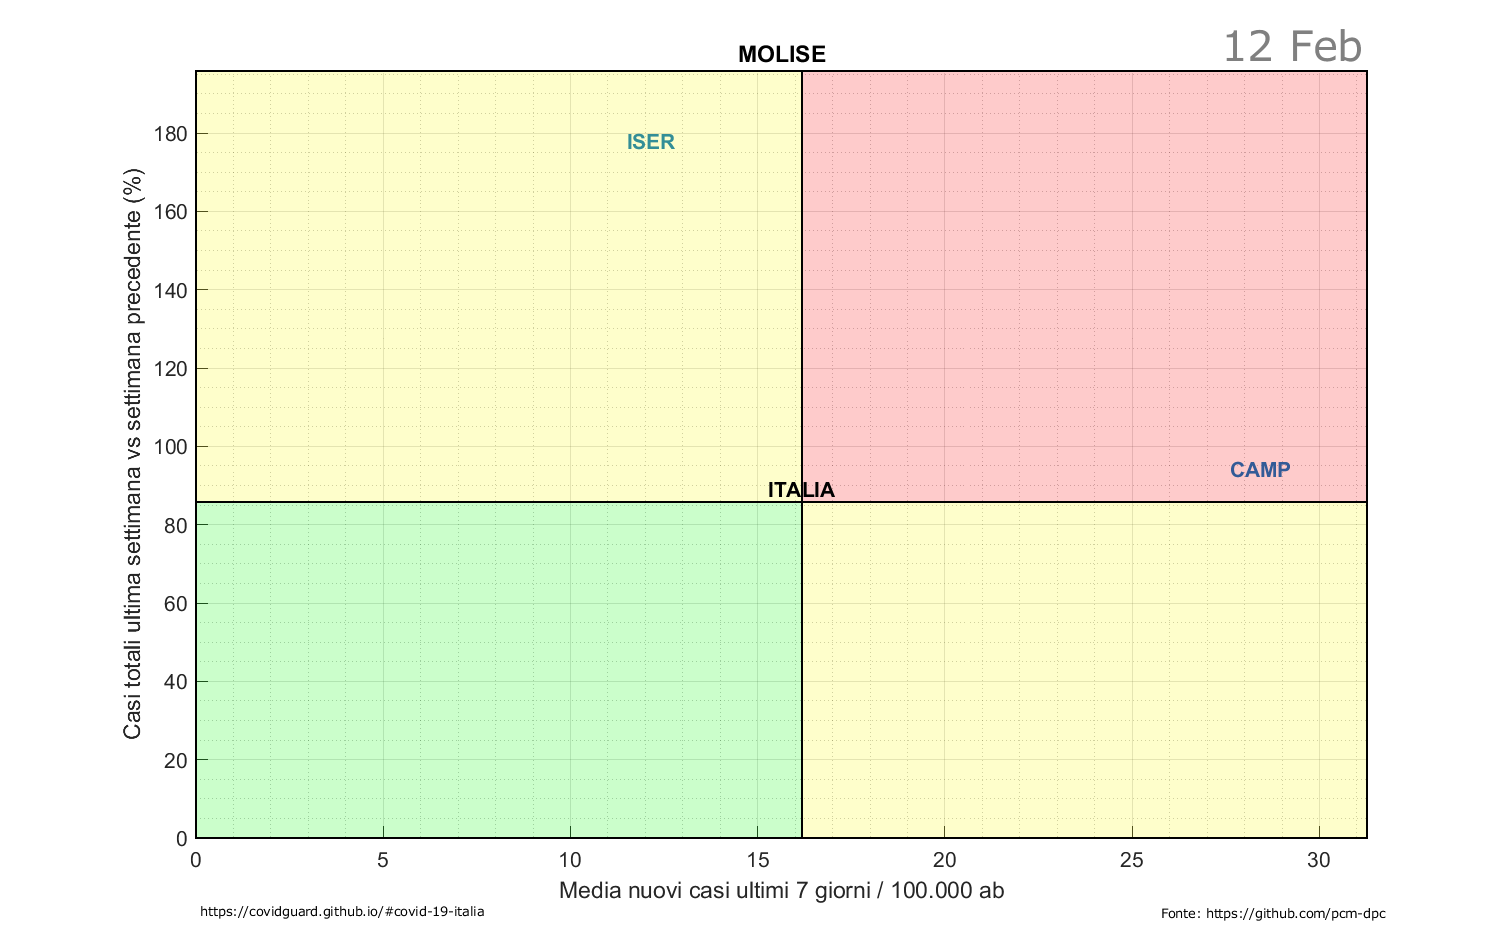 MOLISE
12 Feb
Casi totali ultima settimana vs settimana precedente (%)
180
160
140
120
100
80
60
40
20
0
ISER
CAMP
ITALIA
0 5 10 15 20 25 30
Media nuovi casi ultimi 7 giorni / 100.000 ab
https://covidguard.github.io/#covid-19-italia
Fonte: https://github.com/pcm-dpc